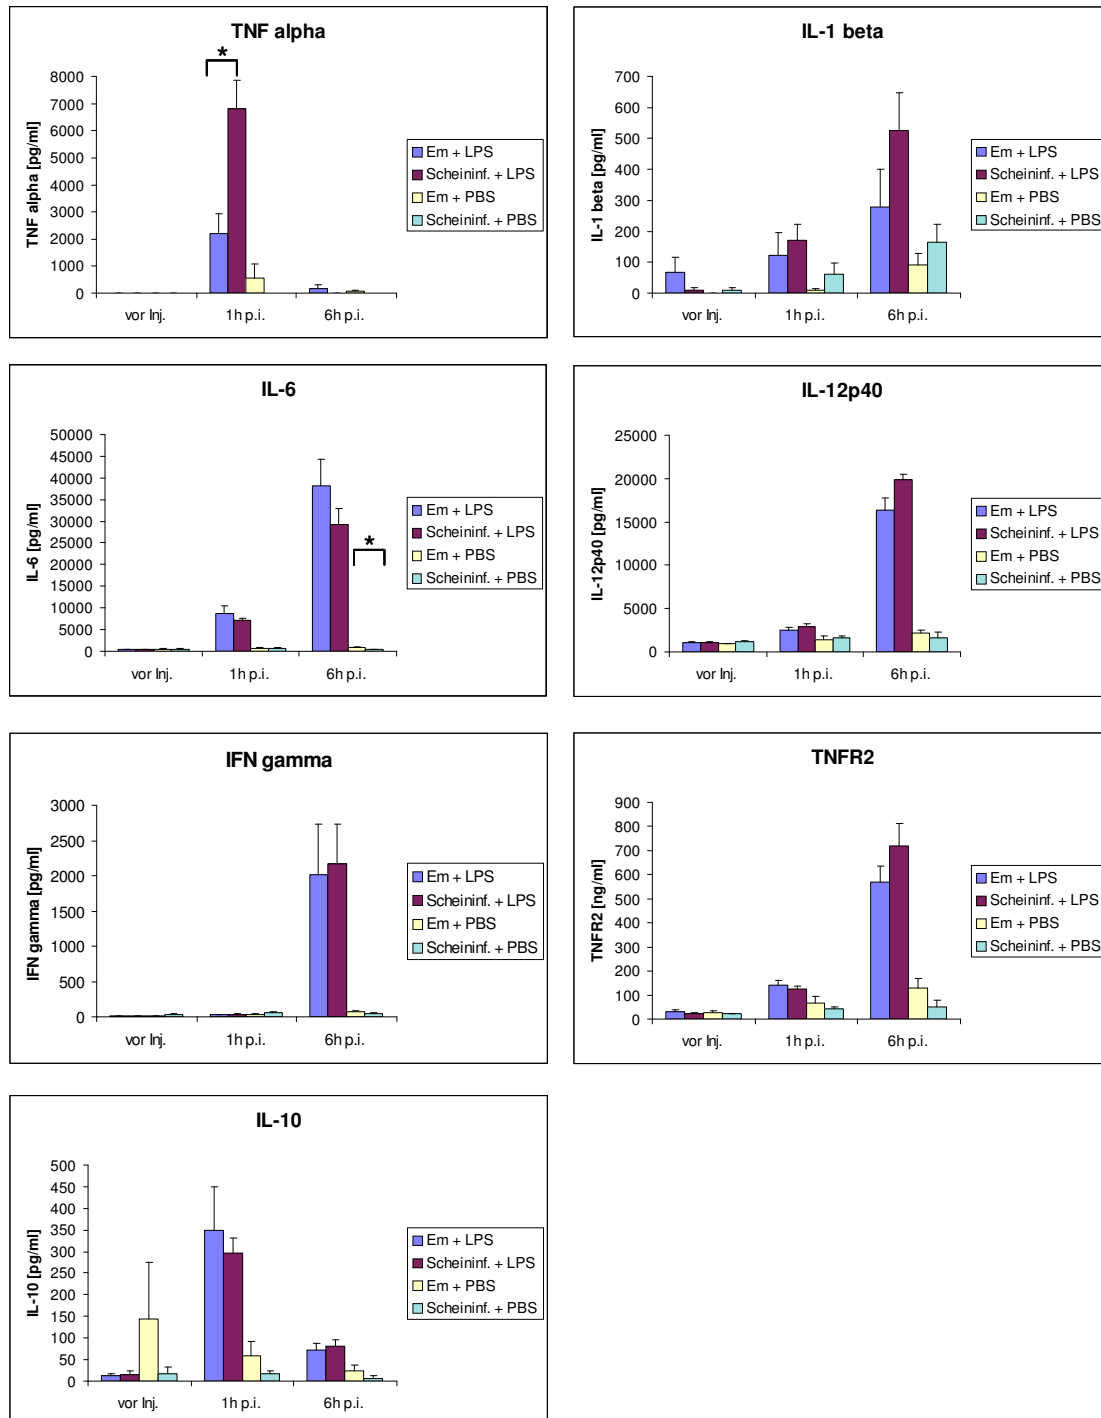 TNF alpha
*
8000
7000
6000
5000
4000
3000
2000
1000
0
TNF alpha [pg/ml]
vor Inj.
1h p.i.
6h p.i.
Em + LPS
Scheininf. + LPS
Em + PBS
Scheininf. + PBS
IL-1 beta
700
600
500
400
300
200
100
0
IL-1 beta [pg/ml]
vor Inj.
1h p.i.
6h p.i.
Em + LPS
Scheininf. + LPS
Em + PBS
Scheininf. + PBS
IL-6
50000
45000
40000
35000
30000
25000
20000
15000
10000
5000
0
IL-6 [pg/ml]
*
vor Inj.
1h p.i.
6h p.i.
Em + LPS
Scheininf. + LPS
Em + PBS
Scheininf. + PBS
IL-12p40
25000
20000
15000
10000
5000
0
IL-12p40 [pg/ml]
vor Inj.
1h p.i.
6h p.i.
Em + LPS
Scheininf. + LPS
Em + PBS
Scheininf. + PBS
IFN gamma
3000
2500
2000
1500
1000
500
0
IFN gamma [pg/ml]
vor Inj.
1h p.i.
6h p.i.
Em + LPS
Scheininf. + LPS
Em + PBS
Scheininf. + PBS
TNFR2
900
800
700
600
500
400
300
200
100
0
TNFR2 [ng/ml]
vor Inj.
1h p.i.
6h p.i.
Em + LPS
Scheininf. + LPS
Em + PBS
Scheininf. + PBS
IL-10
500
450
400
350
300
250
200
150
100
50
0
IL-10 [pg/ml]
vor Inj.
1h p.i.
6h p.i.
Em + LPS
Scheininf. + LPS
Em + PBS
Scheininf. + PBS